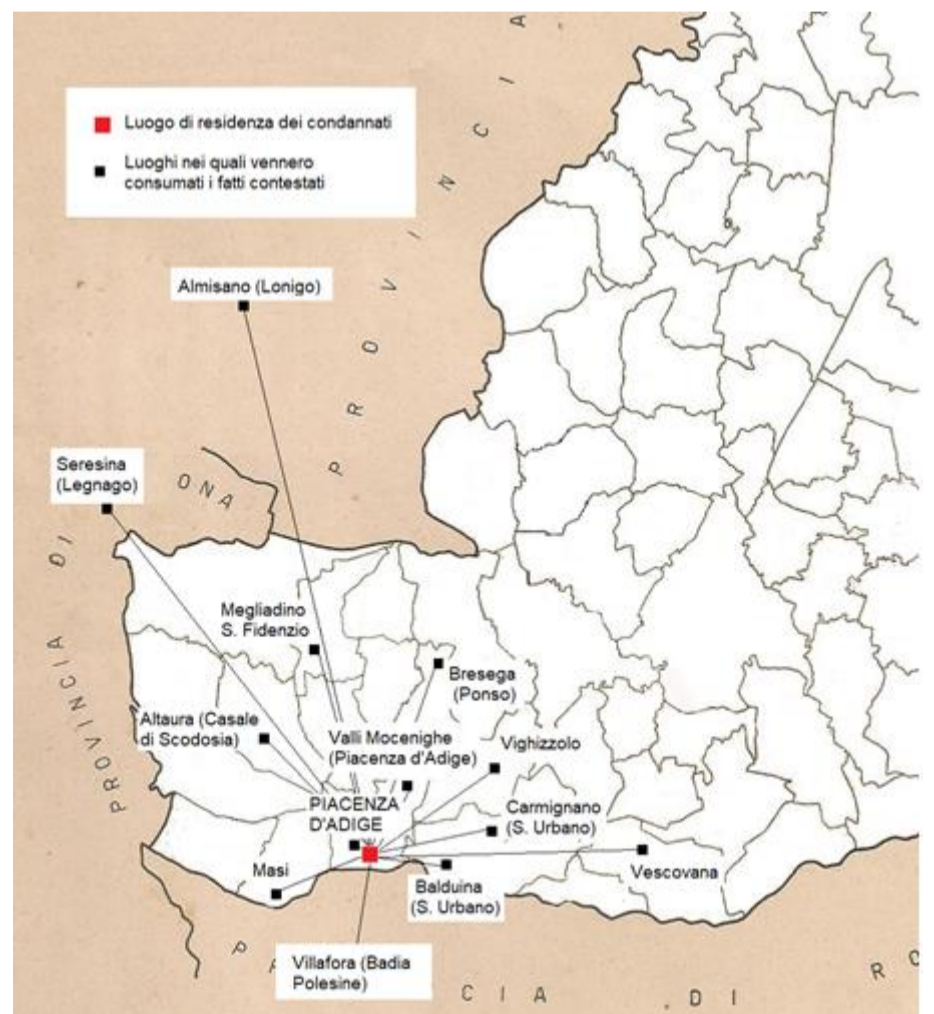 PROVINCIA
Luogo di residenza dei condannati
Luoghi nei quali vennero
consumati i fatti contestati
Almisano (Lonigo)
Seresina
(Legnago)
ONA
PROVINCIA DI
Megliadino
S. Fidenzio
Bresega
(Ponso)
Altaura (Casale
di Scodosia)
Valli Mocenighe
(Piacenza d'Adige)
Vighizzolo
PIACENZA
D'ADIGE
Carmignano
(S. Urbano)
Masi
Vescovana
Balduina
(S. Urbano)
Villafora (Badia
Polesine)
P
CIA DI RO